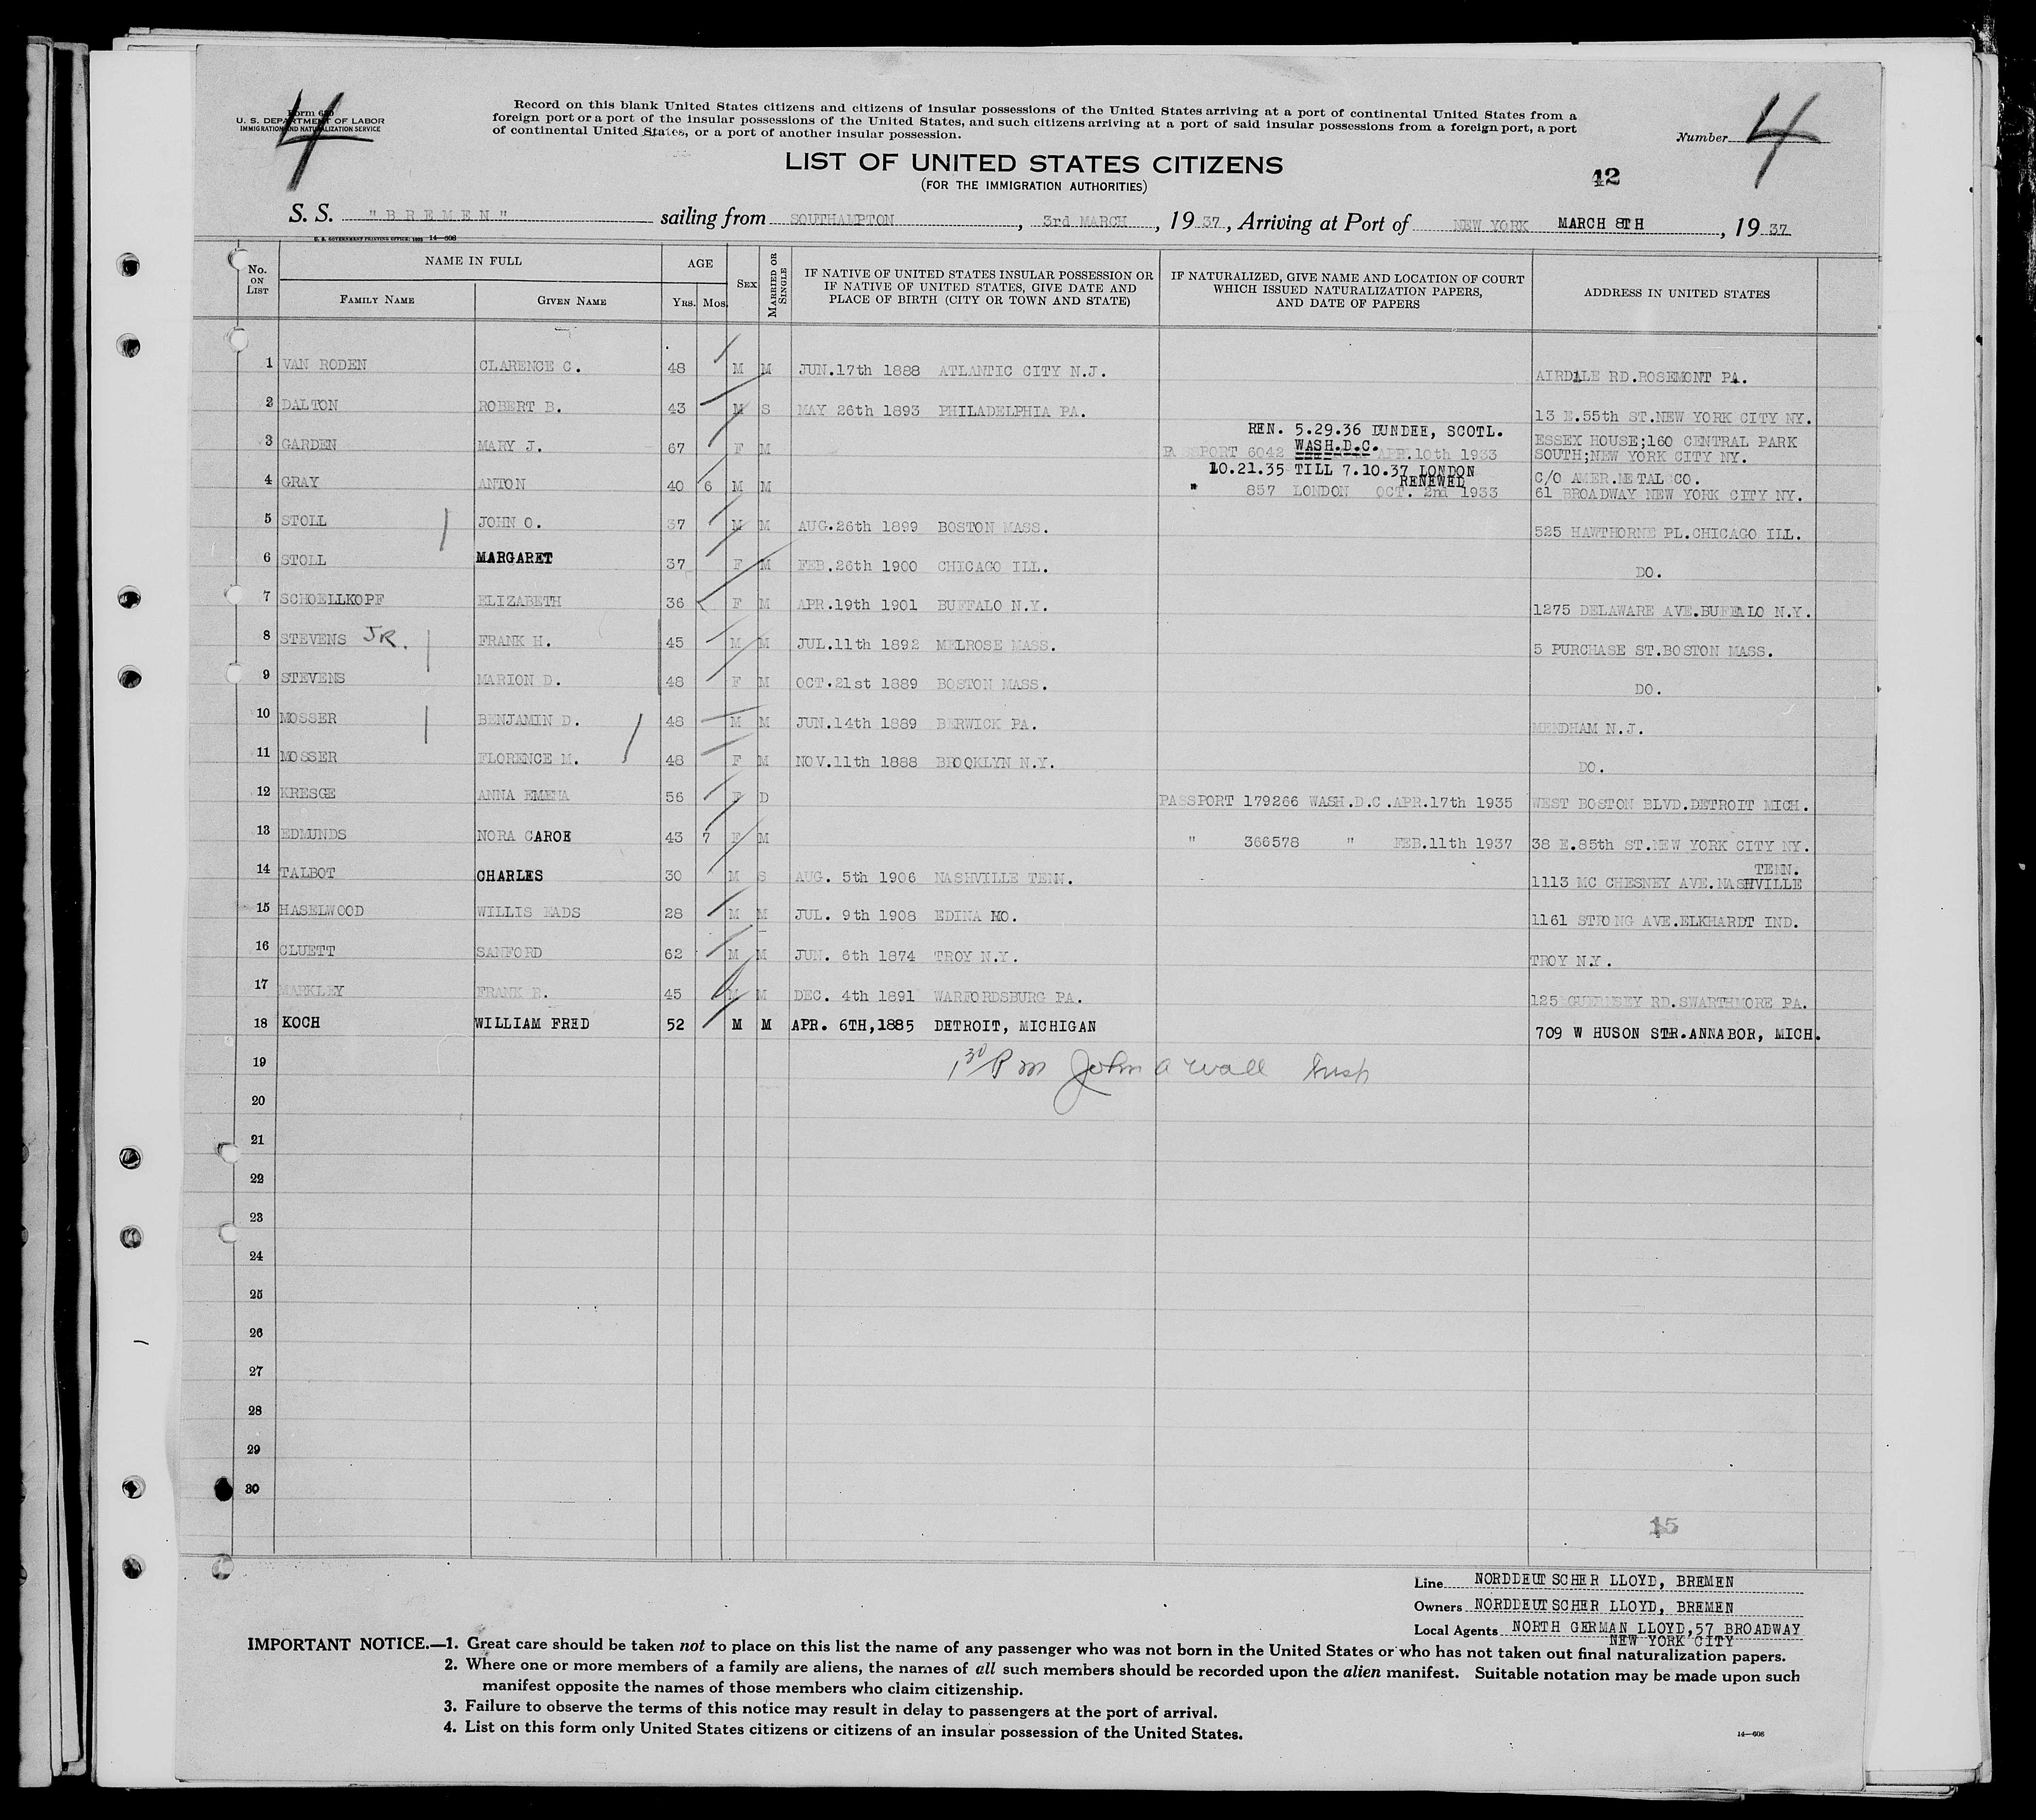 4
Form 630
U. S. DEPARTMENT OF LABOR
IMMIGRATION AND NATURALIZATION SERVICE
Record on this blank United States citizens and citizens of insular possessions of the United States arriving at a port of continental United States from a
foreign port or a port of the insular possessions of the United States, and such citizens arriving at a port of said insular possessions from a foreign port, a port
of continental United States, or a port of another insular possession.
Number 4
LIST OF UNITED STATES CITIZENS
(FOR THE IMMIGRATION AUTHORITIES)
42
S. S. "BREMEN" sailing from SOUTHAMPTON, 3rd MARCH, 1937, Arriving at Port of NEW YORK MARCH 8TH, 1937
U. S. GOVERNMENT PRINTING OFFICE: 1933 14—608
No. ON LIST NAME IN FULL FAMILY NAME GIVEN NAME AGE YRS. MOS. SEX MARRIED OR SINGLE IF NATIVE OF UNITED STATES INSULAR POSSESSION OR IF NATIVE OF UNITED STATES, GIVE DATE AND PLACE OF BIRTH (CITY OR TOWN AND STATE) IF NATURALIZED, GIVE NAME AND LOCATION OF COURT WHICH ISSUED NATURALIZATION PAPERS, AND DATE OF PAPERS ADDRESS IN UNITED STATES
1 VAN RODEN CLARENCE C. 48 M M JUN.17th 1888 ATLANTIC CITY N.J. AIRDALE RD.ROSEMONT PA.
2 DALTON ROBERT B. 43 M S MAY 26th 1893 PHILADELPHIA PA. 13 E.55th ST.NEW YORK CITY NY.
REN. 5.29.36 DUNDEE, SCOTL.
3 GARDEN MARY J. 67 F M PASSPORT 6042 WASH.D.C. APR.10th 1933 ESSEX HOUSE;160 CENTRAL PARK SOUTH;NEW YORK CITY NY.
10.21.35 TILL 7.10.37 LONDON RENEWED
4 GRAY ANTON 40 6 M M " 857 LONDON OCT. 2nd 1933 C/O AMER.METAL CO. 61 BROADWAY NEW YORK CITY NY.
5 STOLL JOHN O. 37 M M AUG.26th 1899 BOSTON MASS. 525 HAWTHORNE PL.CHICAGO ILL.
6 STOLL MARGARET 37 F M FEB.26th 1900 CHICAGO ILL. DO.
7 SCHOELLKOPF ELIZABETH 36 F M APR.19th 1901 BUFFALO N.Y. 1275 DELAWARE AVE.BUFFALO N.Y.
8 STEVENS JR. FRANK H. 45 M M JUL.11th 1892 MELROSE MASS. 5 PURCHASE ST.BOSTON MASS.
9 STEVENS MARION D. 48 F M OCT.21st 1889 BOSTON MASS. DO.
10 MOSSER BENJAMIN D. 48 M M JUN.14th 1889 BERWICK PA. MENDHAM N.J.
11 MOSSER FLORENCE M. 48 F M NOV.11th 1888 BROOKLYN N.Y. DO.
12 KRESGE ANNA EMEMA 56 F D PASSPORT 179266 WASH.D.C.APR.17th 1935 WEST BOSTON BLVD.DETROIT MICH.
13 EDMUNDS NORA CAROE 43 7 F M " 366578 " FEB.11th 1937 38 E.85th ST.NEW YORK CITY NY.
14 TALBOT CHARLES 30 M S AUG. 5th 1906 NASHVILLE TENN. 1113 MC CHESNEY AVE.NASHVILLE TENN.
15 HASELWOOD WILLIS EADS 28 M M JUL. 9th 1908 EDINA MO. 1161 STRONG AVE.ELKHARDT IND.
16 CLUETT SANFORD 62 M M JUN. 6th 1874 TROY N.Y. TROY N.Y.
17 MARKLEY FRANK B. 45 M M DEC. 4th 1891 WARFORDSBURG PA. 125 GUERNSEY RD.SWARTHMORE PA.
18 KOCH WILLIAM FRED 52 M M APR. 6TH,1885 DETROIT, MICHIGAN 709 W HUSON STR.ANNABOR, MICH.
19 1 30 Pm John A Wall Insp
20
21
22
23
24
25
26
27
28
29
30
15
Line NORDDEUTSCHER LLOYD, BREMEN
Owners NORDDEUTSCHER LLOYD, BREMEN
Local Agents NORTH GERMAN LLOYD,57 BROADWAY
NEW YORK CITY
IMPORTANT NOTICE.—1. Great care should be taken not to place on this list the name of any passenger who was not born in the United States or who has not taken out final naturalization papers.
2. Where one or more members of a family are aliens, the names of all such members should be recorded upon the alien manifest. Suitable notation may be made upon such
manifest opposite the names of those members who claim citizenship.
3. Failure to observe the terms of this notice may result in delay to passengers at the port of arrival.
4. List on this form only United States citizens or citizens of an insular possession of the United States.
14—608